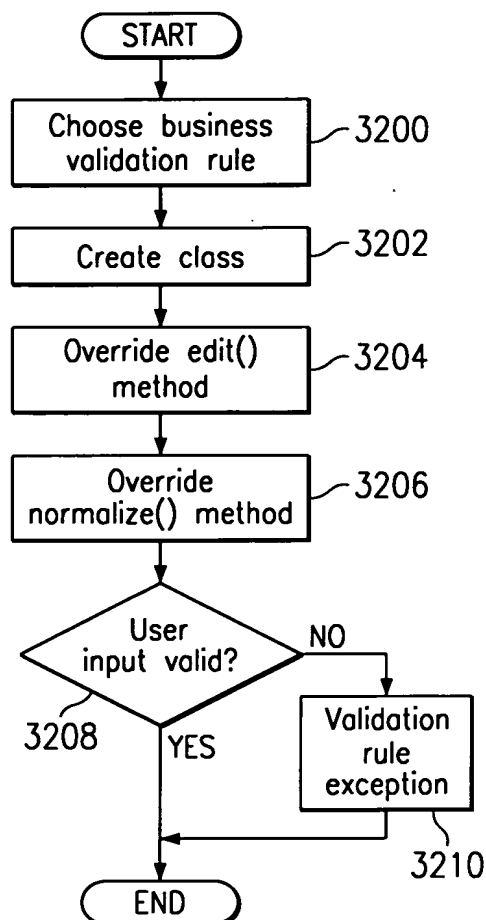 START
Choose business
validation rule
3200
Create class
3202
Override edit()
method
3204
Override
normalize() method
3206
User
input valid?
3208
NO
YES
Validation
rule
exception
3210
END